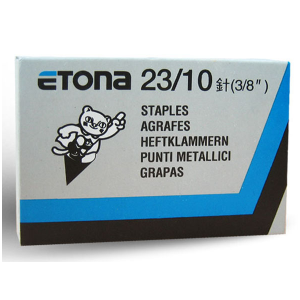 ETONA 23/10 針(3/8")
STAPLES
AGRAFES
HEFTKLAMMERN
PUNTI METALLICI
GRAPAS